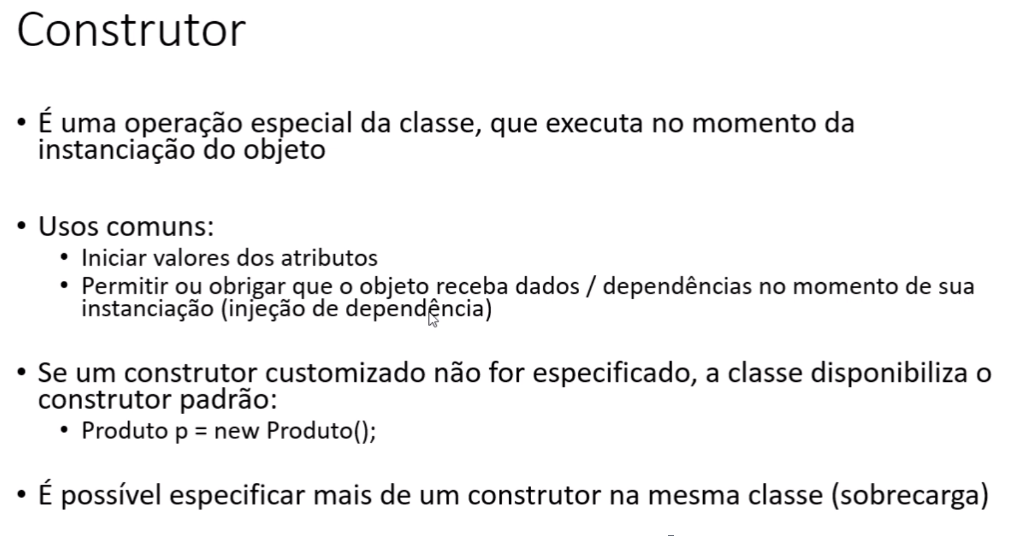 Construtor
• É uma operação especial da classe, que executa no momento da
instanciação do objeto
• Usos comuns:
• Iniciar valores dos atributos
• Permitir ou obrigar que o objeto receba dados / dependências no momento de sua
instanciação (injeção de dependência)
• Se um construtor customizado não for especificado, a classe disponibiliza o
construtor padrão:
• Produto p = new Produto();
• É possível especificar mais de um construtor na mesma classe (sobrecarga)